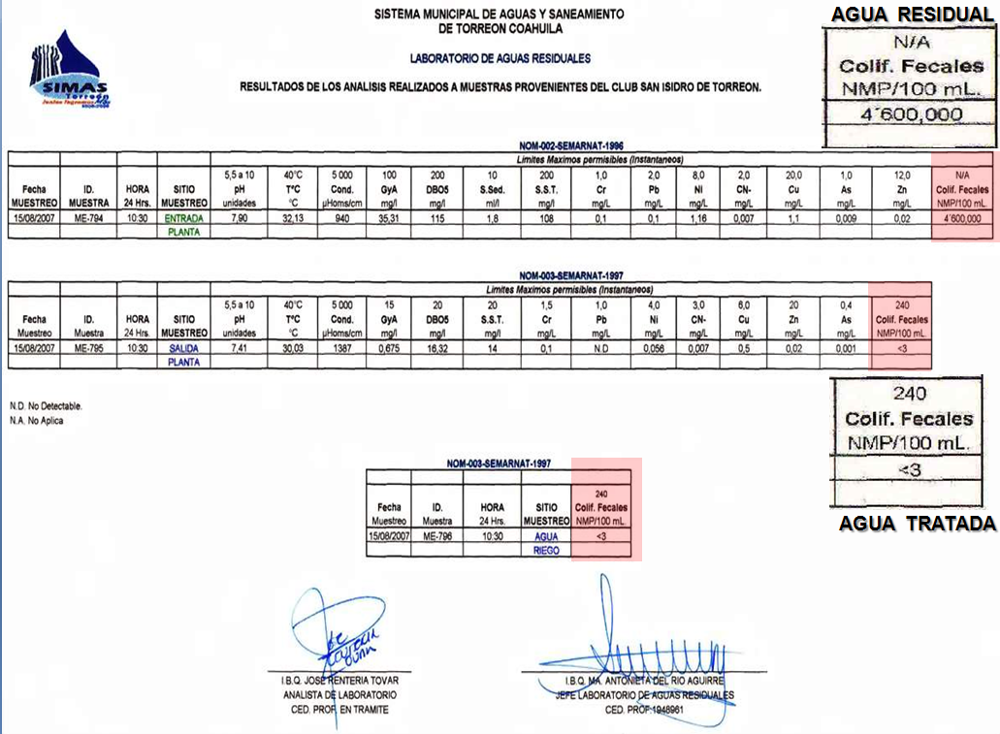 SISTEMA MUNICIPAL DE AGUAS Y SANEAMIENTO
DE TORREON COAHUILA
LABORATORIO DE AGUAS RESIDUALES
RESULTADOS DE LOS ANALISIS REALIZADOS A MUESTRAS PROVENIENTES DEL CLUB SAN ISIDRO DE TORREON.
SIMAS
Torreón
AGUA RESIDUAL
N/A
Colif. Fecales
NMP/100 mL.
4´600,000
NOM-002-SEMARNAT-1996
Limites Maximos permisibles (Instantaneos)
5,5 a 10 40°C 5 000 100 200 10 200 1,0 2,0 8,0 2,0 20,0 1,0 12,0 N/A
Fecha ID. HORA SITIO pH T°C Cond. GyA DBO5 S.Sed. S.S.T. Cr Pb Ni CN- Cu As Zn Colif. Fecales
MUESTREO MUESTRA 24 Hrs. MUESTREO unidades °C µHoms/cm mg/l mg/l ml/l mg/l mg/L mg/L mg/L mg/L mg/L mg/L mg/L NMP/100 mL.
15/08/2007 ME-794 10:30 ENTRADA 7,90 32,13 940 35,31 115 1,8 108 0,1 0,1 1,16 0,007 1,1 0,009 0,02 4´600,000
PLANTA
NOM-003-SEMARNAT-1997
Limites Maximos permisibles (Instantaneos)
5,5 a 10 40°C 5 000 15 20 20 1,5 1,0 4,0 3,0 6,0 20 0,4 240
Fecha ID. HORA SITIO pH T°C Cond. GyA DBO5 S.S.T. Cr Pb Ni CN- Cu Zn As Colif. Fecales
Muestreo Muestra 24 Hrs. MUESTREO unidades °C µHoms/cm mg/l mg/l mg/L mg/L mg/L mg/L mg/L mg/L mg/L mg/L NMP/100 mL.
15/08/2007 ME-795 10:30 SALIDA 7,41 30,03 1387 0,675 16,32 14 0,1 N.D 0,056 0,007 0,5 0,02 0,001 <3
PLANTA
N.D. No Detectable.
N.A. No Aplica
240
Colif. Fecales
NMP/100 mL.
<3
AGUA TRATADA
NOM-003-SEMARNAT-1997
240
Fecha ID. HORA SITIO Colif. Fecales
Muestreo Muestra 24 Hrs. MUESTREO NMP/100 mL.
15/08/2007 ME-796 10:30 AGUA <3
RIEGO
I.B.Q. JOSE RENTERIA TOVAR
ANALISTA DE LABORATORIO
CED. PROF. EN TRAMITE
I.B.Q. MA. ANTONIETA DEL RIO AGUIRRE
JEFE LABORATORIO DE AGUAS RESIDUALES
CED. PROF.1948961